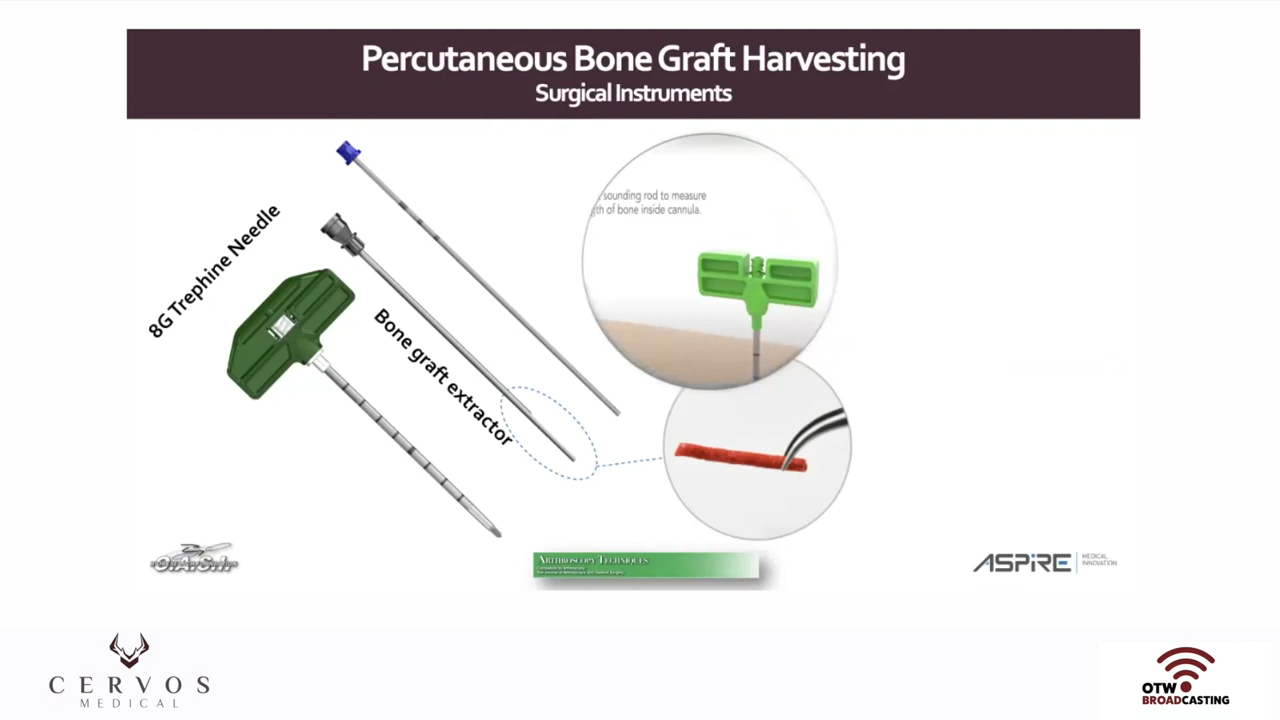 Percutaneous Bone Graft Harvesting
Surgical Instruments
8G Trephine Needle
Bone graft extractor
sounding rod to measure
gth of bone inside cannula.
ARTHROSCOPY TECHNIQUES
ASPIRE
MEDICAL
INNOVATION
CERVOS
MEDICAL
OTW
BROADCASTING